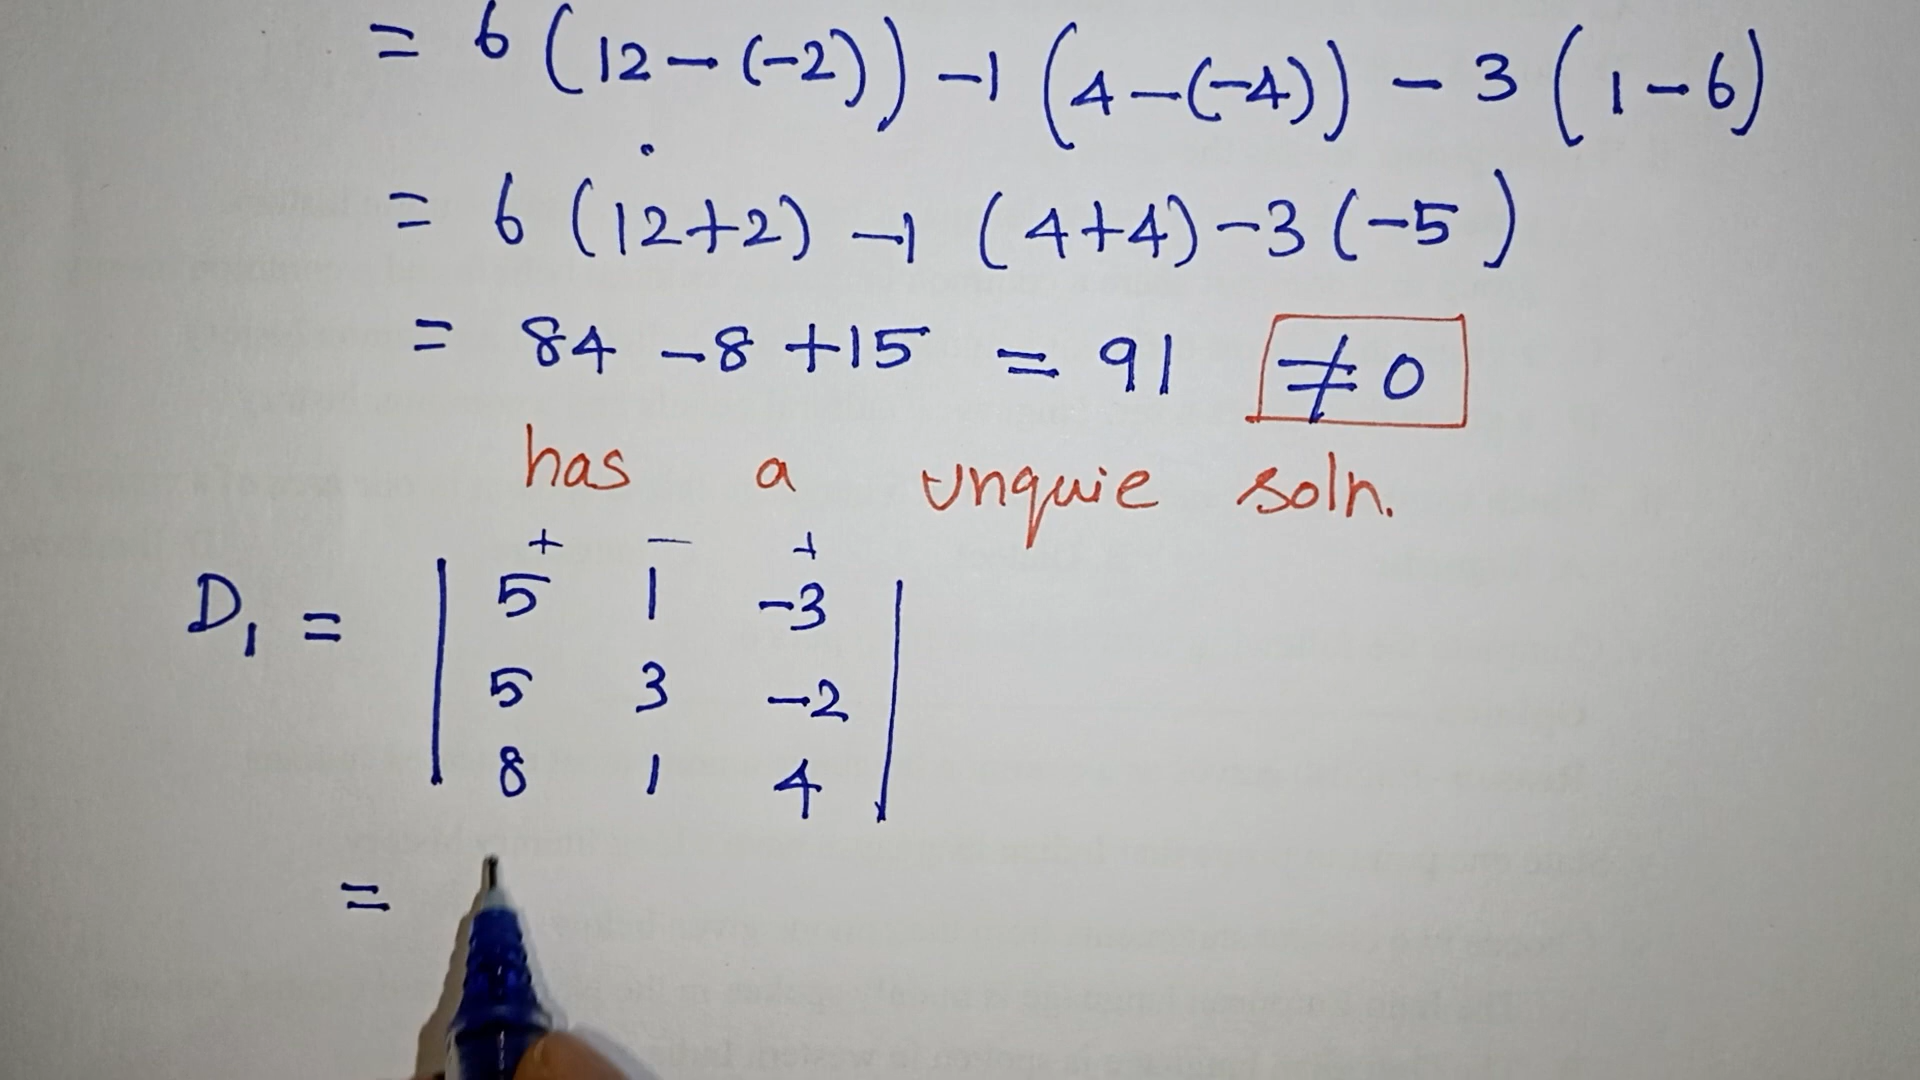 = 6 (12-(-2)) -1 (4-(-4)) - 3 (1-6)
= 6 (12+2) -1 (4+4) -3 (-5)
= 84 -8 +15 = 91 ≠ 0
has a unquie soln.
+ - +
D₁ = | 5 1 -3 |
| 5 3 -2 |
| 8 1 4 |
=